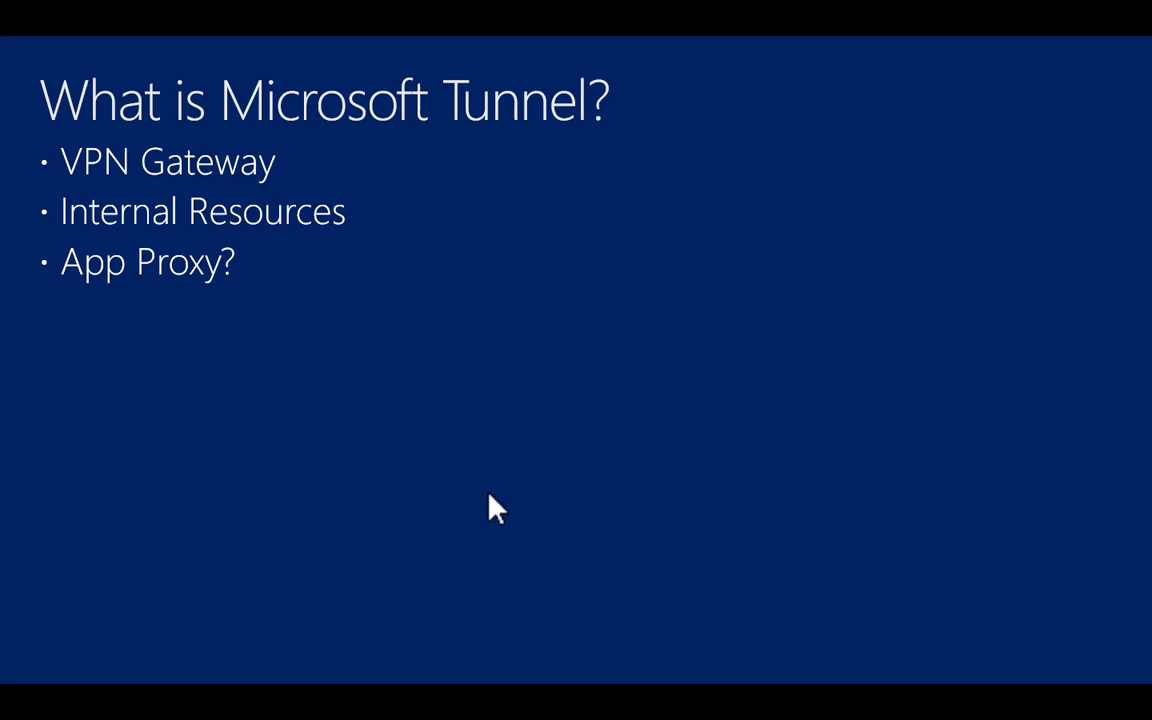 What is Microsoft Tunnel?
· VPN Gateway
· Internal Resources
· App Proxy?